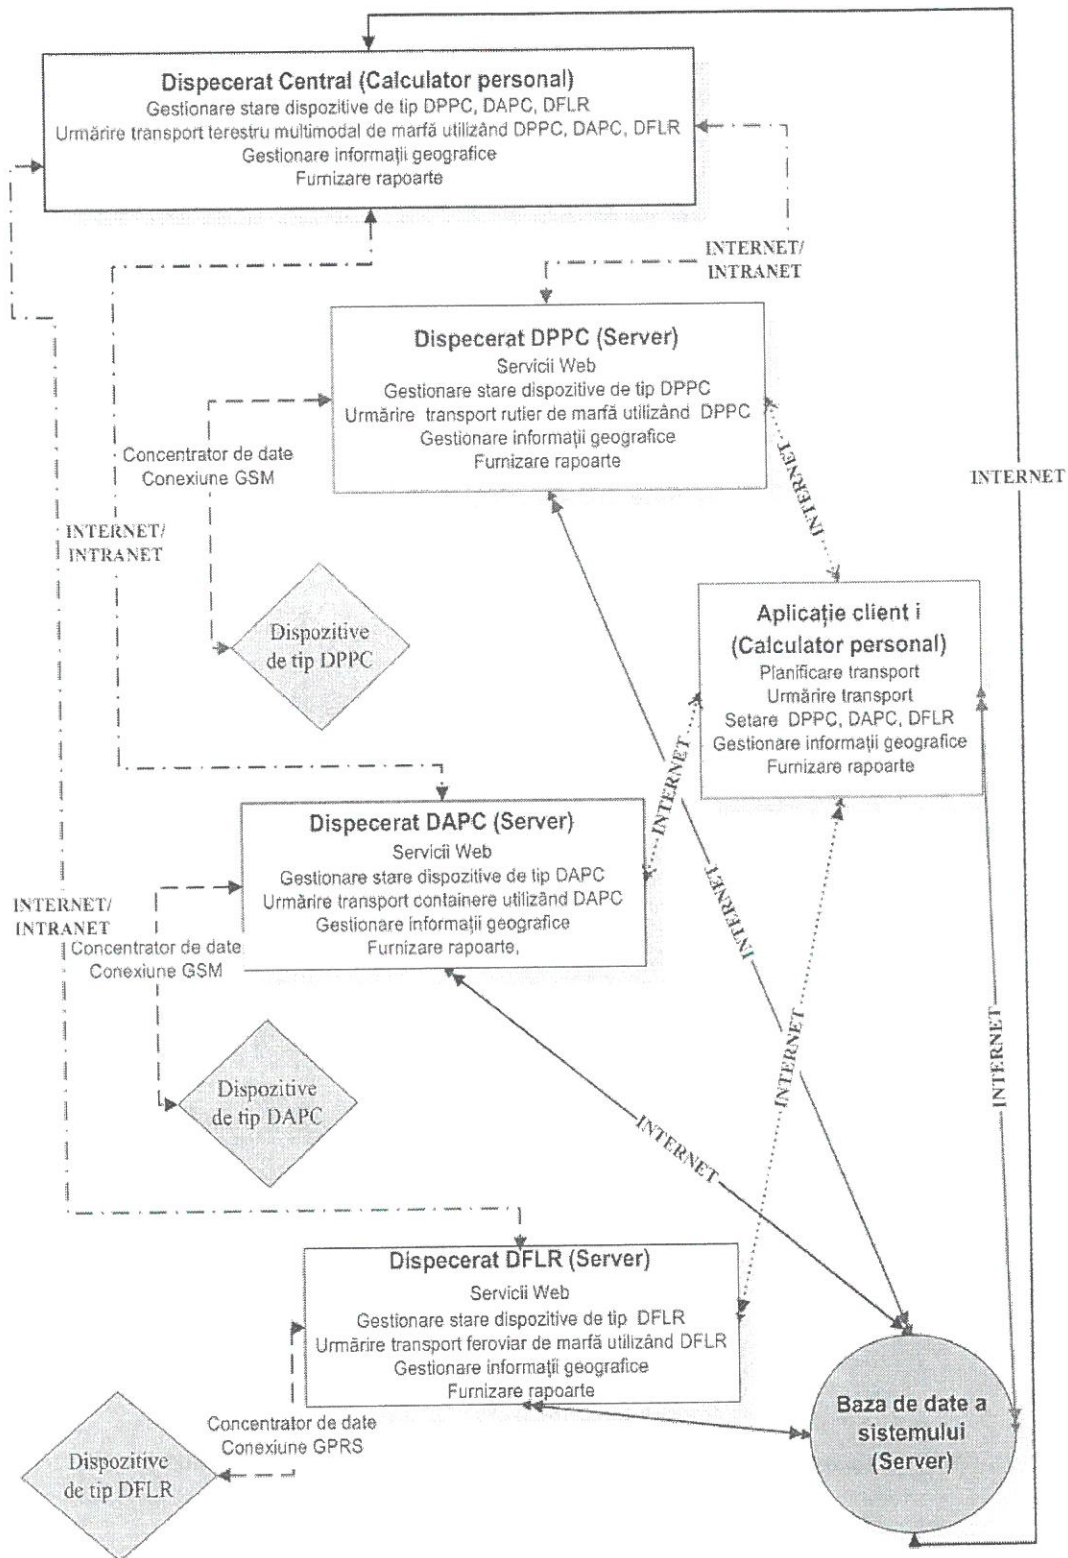 Dispecerat Central (Calculator personal)
Gestionare stare dispozitive de tip DPPC, DAPC, DFLR
Urmărire transport terestru multimodal de marfă utilizând DPPC, DAPC, DFLR
Gestionare informații geografice
Furnizare rapoarte
INTERNET/
INTRANET
Dispecerat DPPC (Server)
Servicii Web
Gestionare stare dispozitive de tip DPPC
Urmărire transport rutier de marfă utilizând DPPC
Gestionare informații geografice
Furnizare rapoarte
Concentrator de date
Conexiune GSM
INTERNET
INTERNET
INTERNET/
INTRANET
Dispozitive
de tip DPPC
Aplicație client i
(Calculator personal)
Planificare transport
Urmărire transport
Setare DPPC, DAPC, DFLR
Gestionare informații geografice
Furnizare rapoarte
INTERNET
Dispecerat DAPC (Server)
Servicii Web
Gestionare stare dispozitive de tip DAPC
Urmărire transport containere utilizând DAPC
Gestionare informații geografice
Furnizare rapoarte,
INTERNET
INTERNET/
INTRANET
Concentrator de date
Conexiune GSM
INTERNET
INTERNET
Dispozitive
de tip DAPC
INTERNET
Dispecerat DFLR (Server)
Servicii Web
Gestionare stare dispozitive de tip DFLR
Urmărire transport feroviar de marfă utilizând DFLR
Gestionare informații geografice
Furnizare rapoarte
Concentrator de date
Conexiune GPRS
Dispozitive
de tip DFLR
Baza de date a
sistemului
(Server)